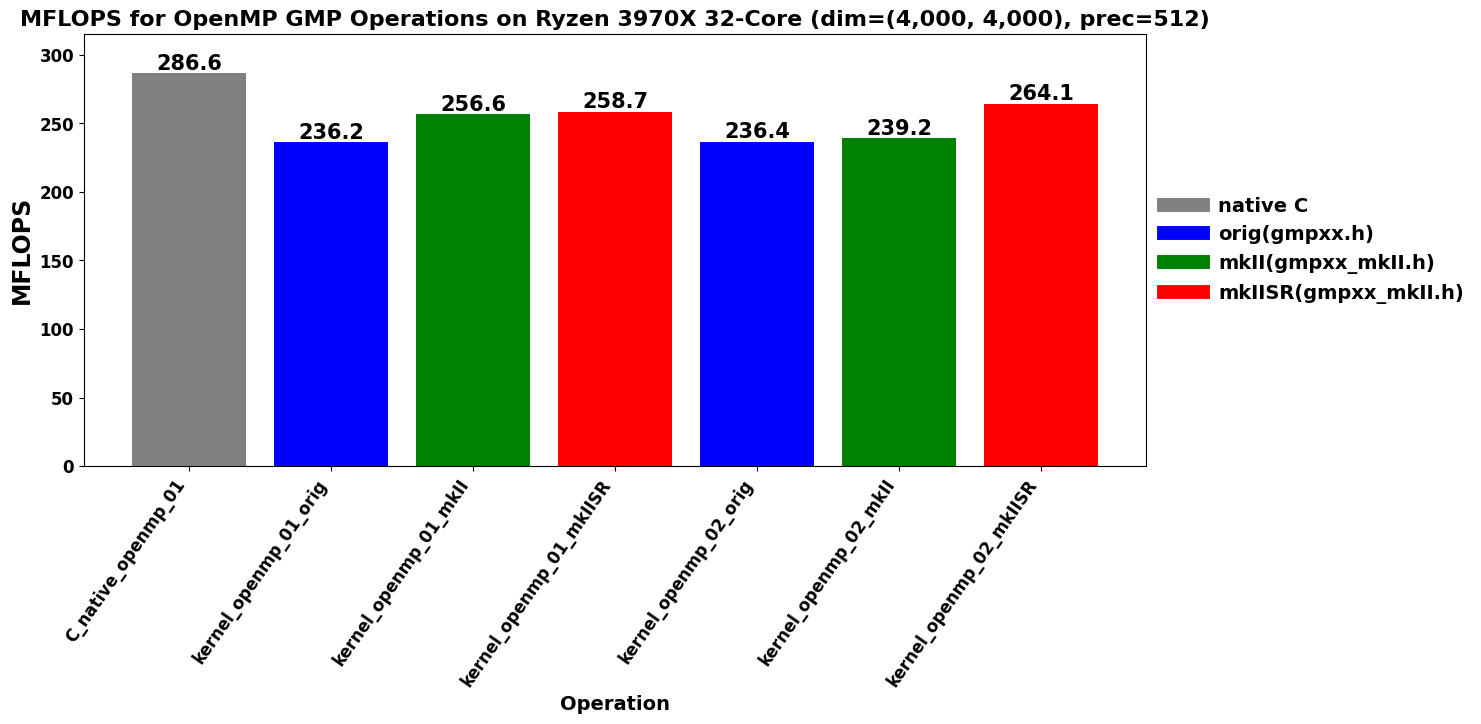 MFLOPS for OpenMP GMP Operations on Ryzen 3970X 32-Core (dim=(4,000, 4,000), prec=512)
MFLOPS
300
250
200
150
100
50
0
286.6
236.2
256.6
258.7
236.4
239.2
264.1
C_native_openmp_01
kernel_openmp_01_orig
kernel_openmp_01_mkII
kernel_openmp_01_mkIISR
kernel_openmp_02_orig
kernel_openmp_02_mkII
kernel_openmp_02_mkIISR
Operation
native C
orig(gmpxx.h)
mkII(gmpxx_mkII.h)
mkIISR(gmpxx_mkII.h)